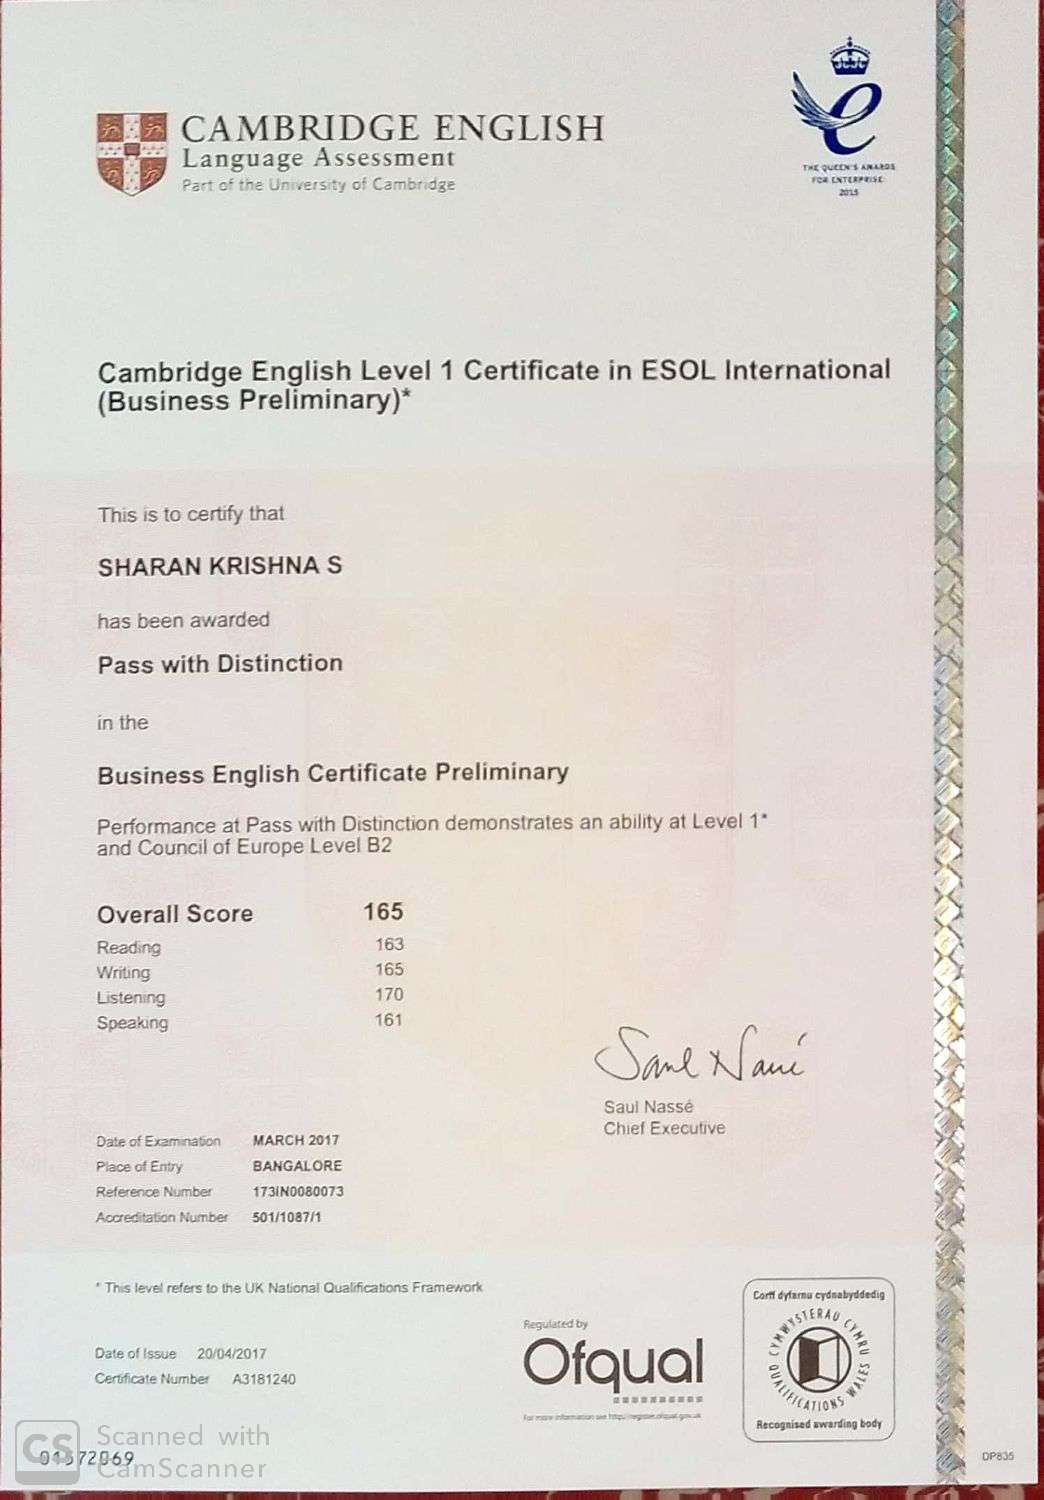 CAMBRIDGE ENGLISH
Language Assessment
Part of the University of Cambridge
e
THE QUEEN'S AWARDS
FOR ENTERPRISE
2015
Cambridge English Level 1 Certificate in ESOL International
(Business Preliminary)*
This is to certify that
SHARAN KRISHNA S
has been awarded
Pass with Distinction
in the
Business English Certificate Preliminary
Performance at Pass with Distinction demonstrates an ability at Level 1*
and Council of Europe Level B2
Overall Score 165
Reading 163
Writing 165
Listening 170
Speaking 161
Saul Nassé
Saul Nassé
Chief Executive
Date of Examination MARCH 2017
Place of Entry BANGALORE
Reference Number 173IN0080073
Accreditation Number 501/1087/1
* This level refers to the UK National Qualifications Framework
Date of Issue 20/04/2017
Certificate Number A3181240
Regulated by
Ofqual
For more information see http://register.ofqual.gov.uk
Corff dyfarnu cydnabyddedig
CYMWYSTERAU CYMRU
QUALIFICATIONS WALES
Recognised awarding body
CS
Scanned with
CamScanner
DP835